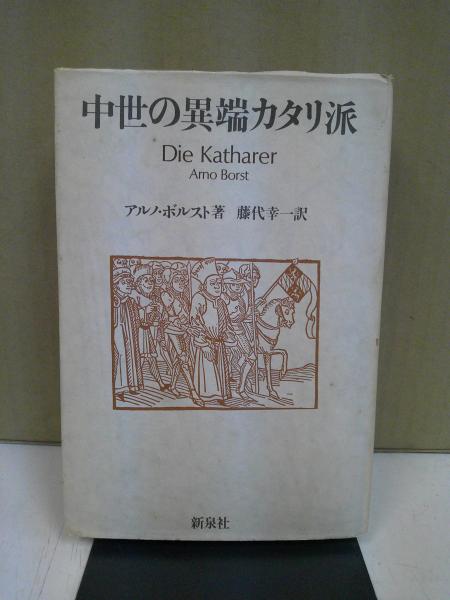 中世の異端カタリ派
Die Katharer
Arno Borst
アルノ・ボルスト著 藤代幸一訳
新泉社